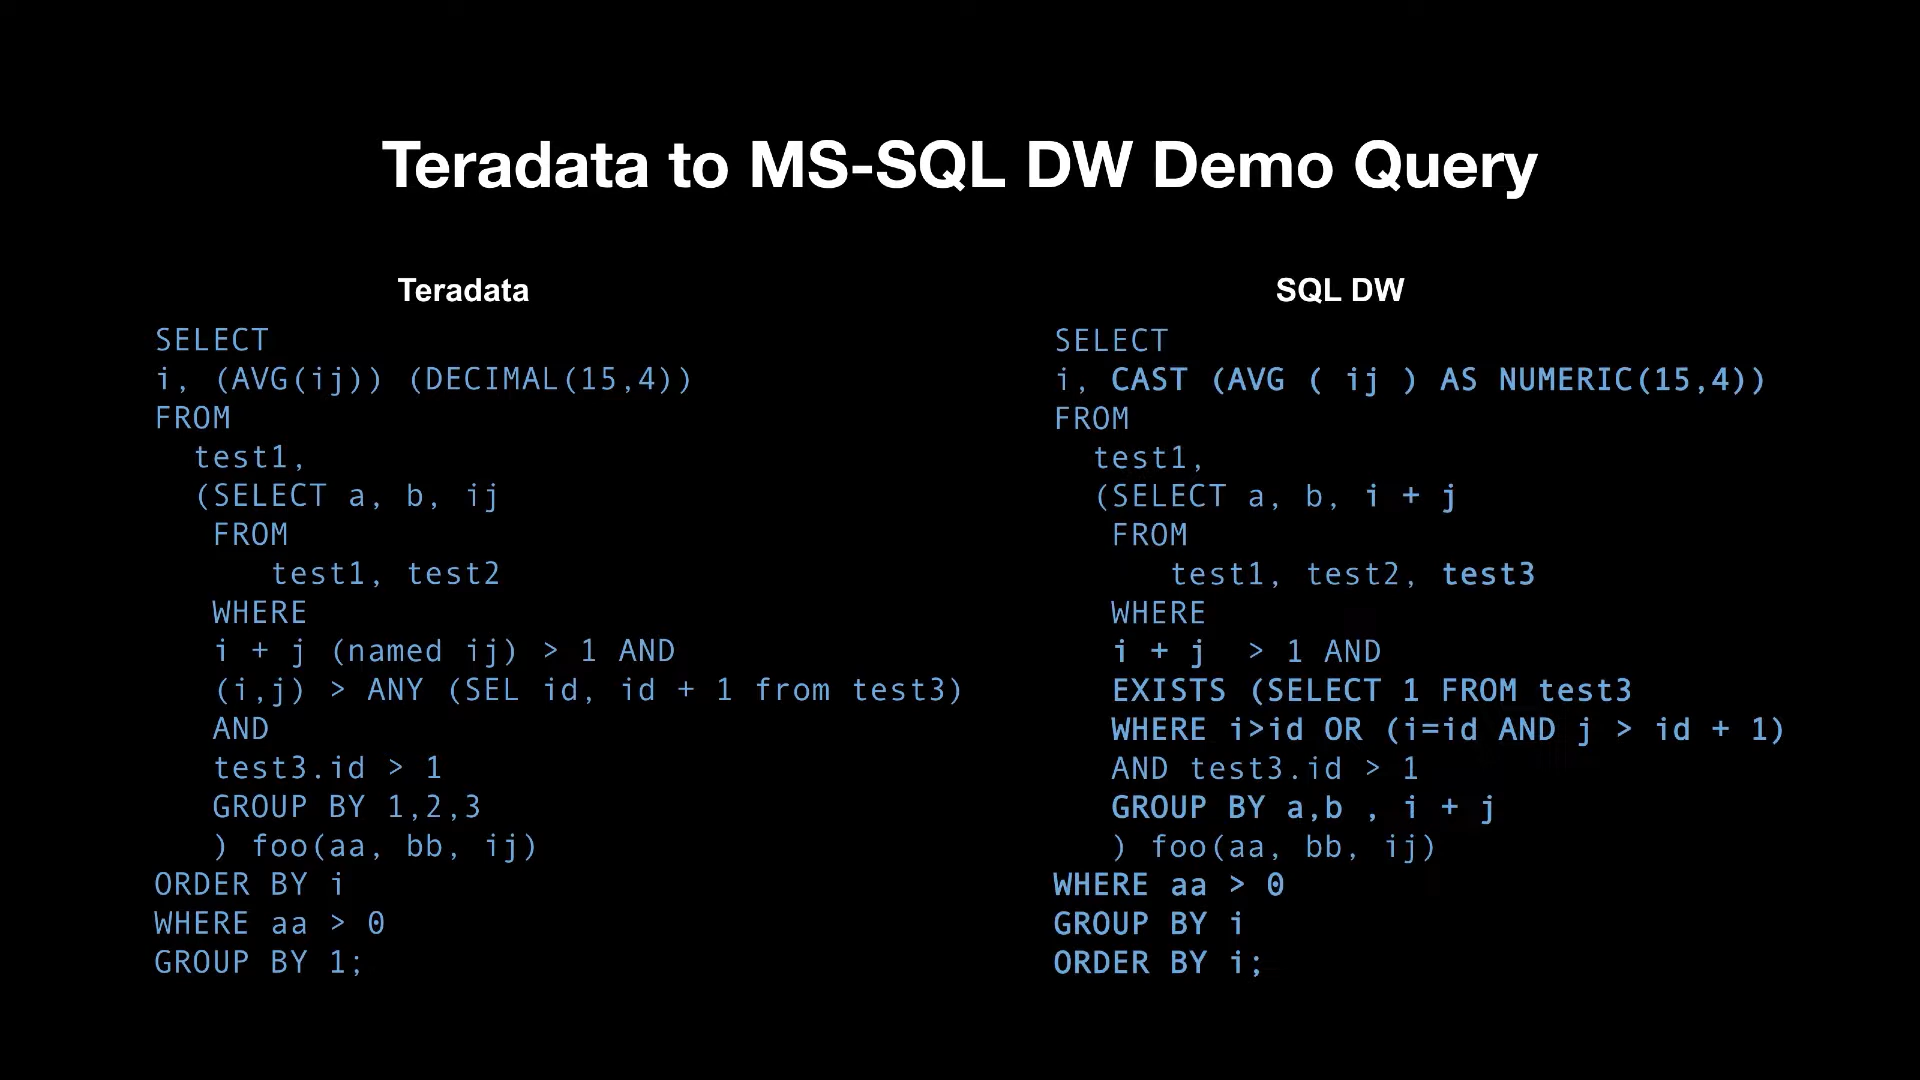 Teradata to MS-SQL DW Demo Query
Teradata
SELECT
i, (AVG(ij)) (DECIMAL(15,4))
FROM
test1,
(SELECT a, b, ij
FROM
test1, test2
WHERE
i + j (named ij) > 1 AND
(i,j) > ANY (SEL id, id + 1 from test3)
AND
test3.id > 1
GROUP BY 1,2,3
) foo(aa, bb, ij)
ORDER BY i
WHERE aa > 0
GROUP BY 1;
SQL DW
SELECT
i, CAST (AVG ( ij ) AS NUMERIC(15,4))
FROM
test1,
(SELECT a, b, i + j
FROM
test1, test2, test3
WHERE
i + j  > 1 AND
EXISTS (SELECT 1 FROM test3
WHERE i>id OR (i=id AND j > id + 1)
AND test3.id > 1
GROUP BY a,b , i + j
) foo(aa, bb, ij)
WHERE aa > 0
GROUP BY i
ORDER BY i;